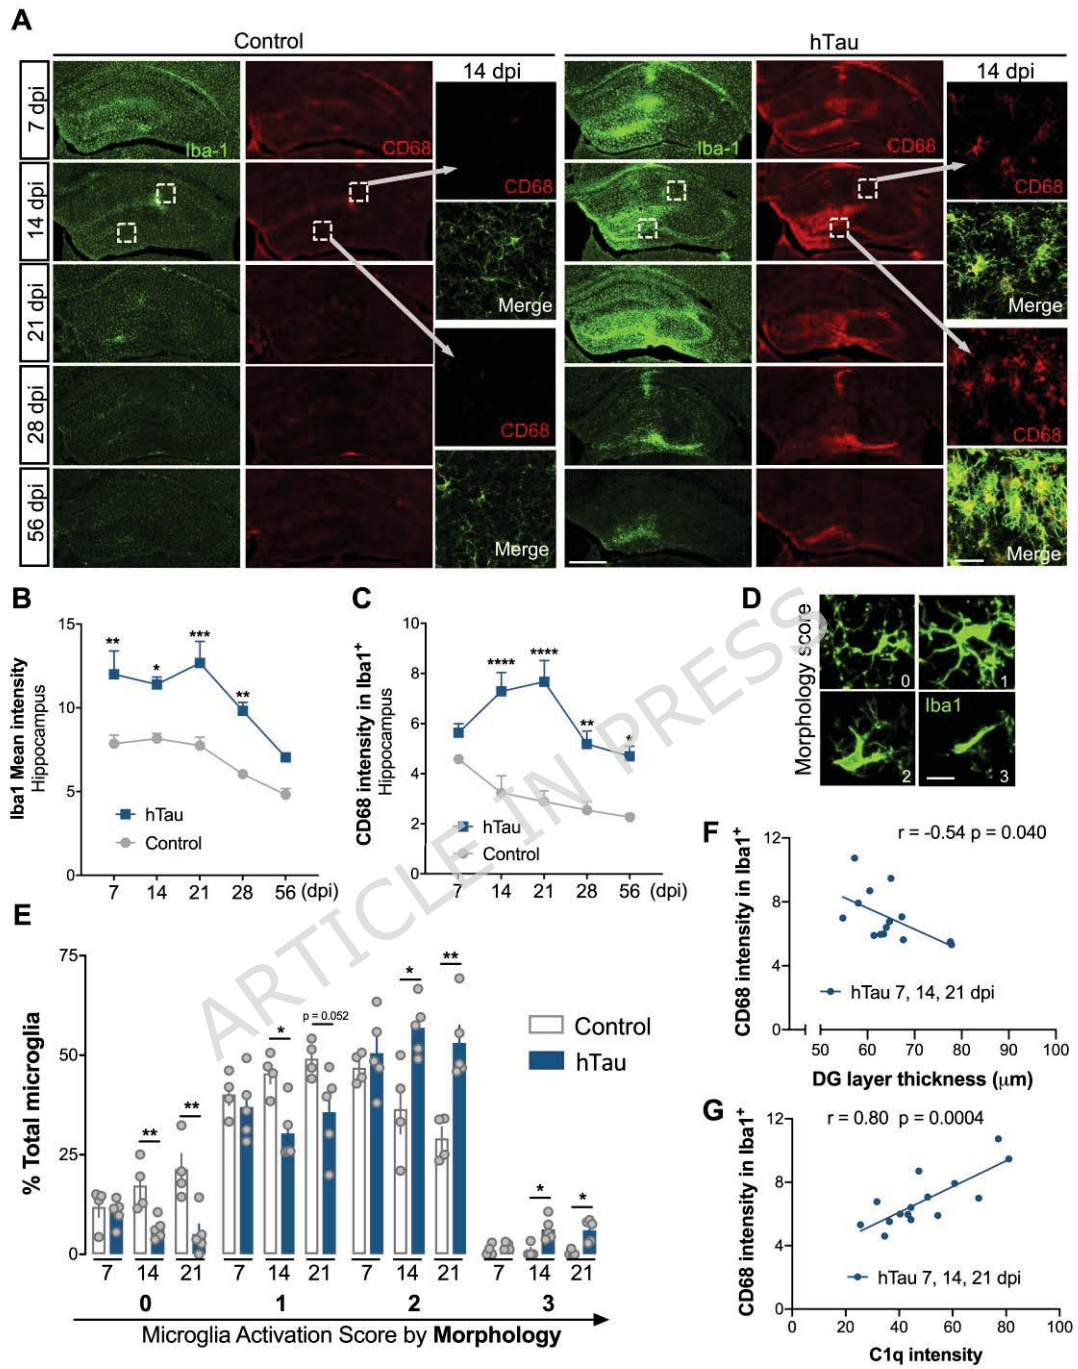 A
Control
hTau
14 dpi
14 dpi
7 dpi
Iba-1
CD68
Iba-1
CD68
14 dpi
CD68
CD68
Merge
Merge
21 dpi
28 dpi
CD68
CD68
56 dpi
Merge
Merge
B
Iba1 Mean intensity
Hippocampus
15
10
5
0
**
*
***
**
hTau
Control
7 14 21 28 56 (dpi)
C
CD68 intensity in Iba1+
Hippocampus
10
8
6
4
2
0
****
****
**
*
hTau
Control
7 14 21 28 56 (dpi)
D
Morphology score
0
1
Iba1
2
3
ARTICLE IN PRESS
E
% Total microglia
75
50
25
0
**
**
*
p = 0.052
*
**
*
*
Control
hTau
7 14 21 7 14 21 7 14 21 7 14 21
0 1 2 3
Microglia Activation Score by Morphology
F
r = -0.54 p = 0.040
CD68 intensity in Iba1+
12
8
4
0
hTau 7, 14, 21 dpi
50 60 70 80 90 100
DG layer thickness (μm)
G
r = 0.80 p = 0.0004
CD68 intensity in Iba1+
12
8
4
0
hTau 7, 14, 21 dpi
0 20 40 60 80 100
C1q intensity